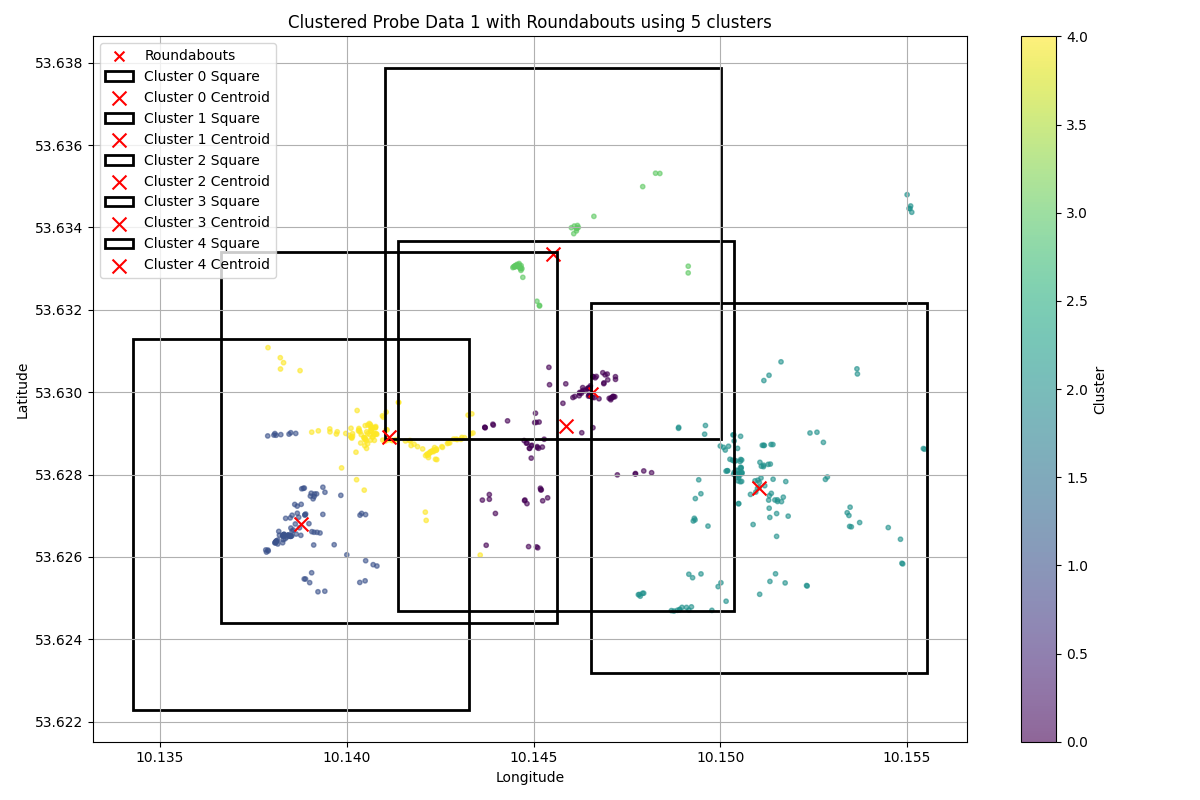 Clustered Probe Data 1 with Roundabouts using 5 clusters
Roundabouts
Cluster 0 Square
Cluster 0 Centroid
Cluster 1 Square
Cluster 1 Centroid
Cluster 2 Square
Cluster 2 Centroid
Cluster 3 Square
Cluster 3 Centroid
Cluster 4 Square
Cluster 4 Centroid
Latitude
53.638
53.636
53.634
53.632
53.630
53.628
53.626
53.624
53.622
10.135
10.140
10.145
10.150
10.155
Longitude
4.0
3.5
3.0
2.5
2.0
1.5
1.0
0.5
0.0
Cluster